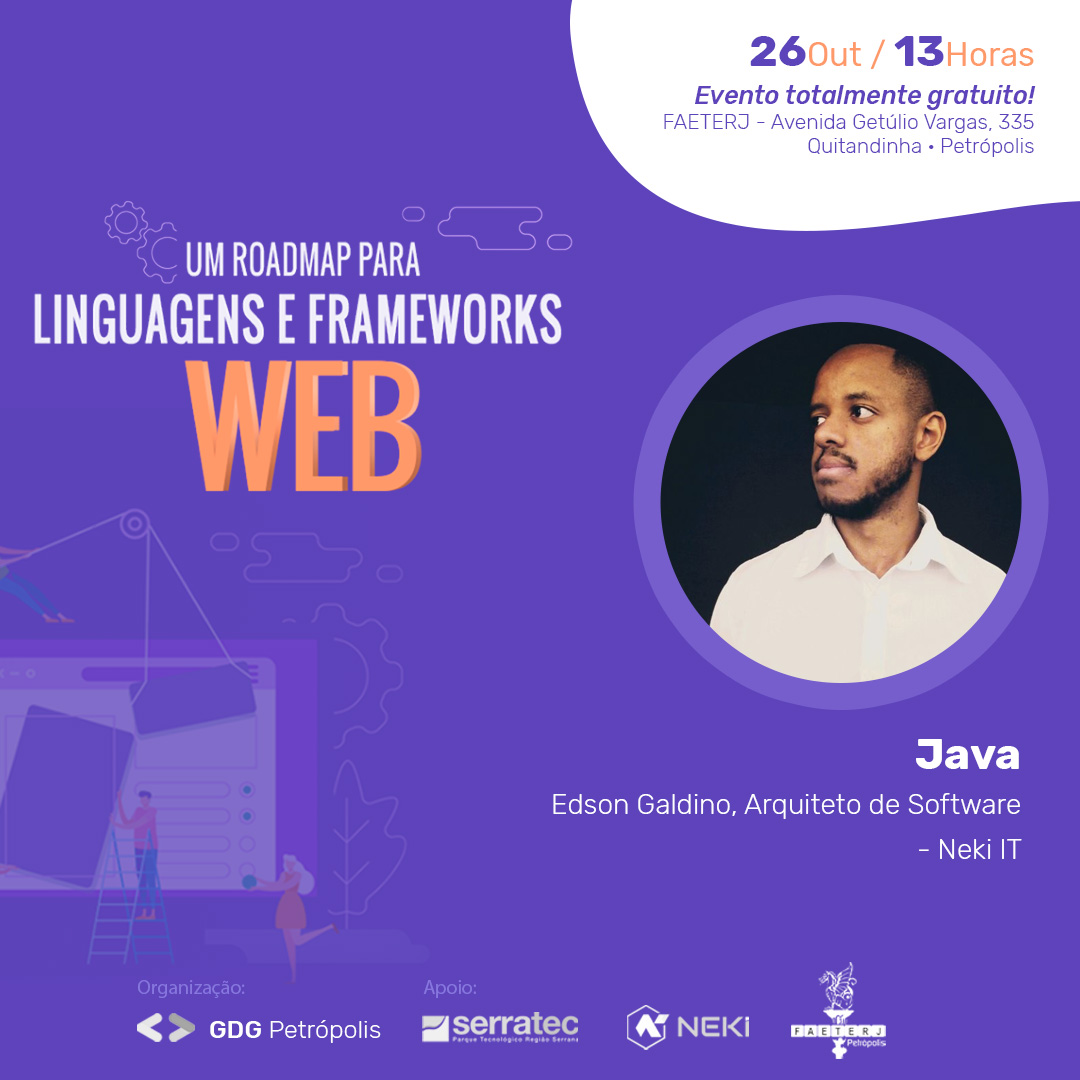 26Out / 13Horas
Evento totalmente gratuito!
FAETERJ - Avenida Getúlio Vargas, 335
Quitandinha • Petrópolis
UM ROADMAP PARA
LINGUAGENS E FRAMEWORKS
WEB
Java
Edson Galdino, Arquiteto de Software
- Neki IT
Organização:
GDG Petrópolis
Apoio:
serratec
Parque Tecnológico Região Serrana
NEKi
FAETERJ
Petrópolis